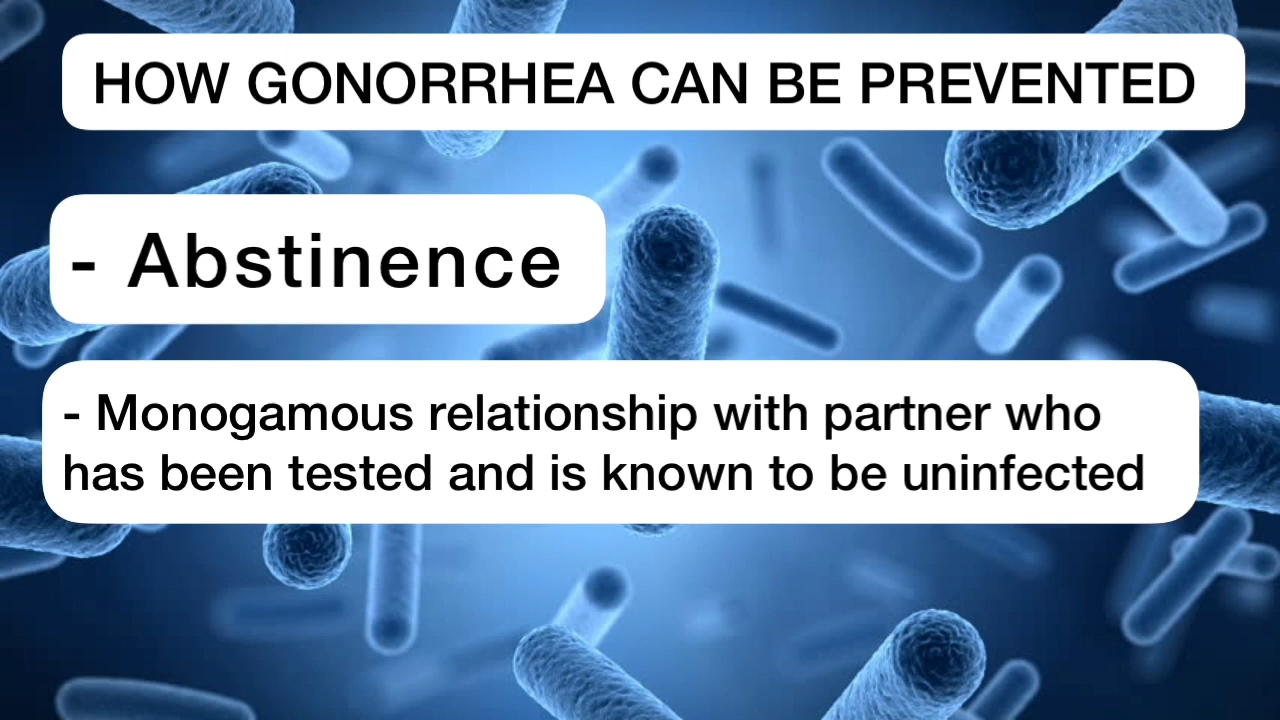 HOW GONORRHEA CAN BE PREVENTED
- Abstinence
- Monogamous relationship with partner who
has been tested and is known to be uninfected